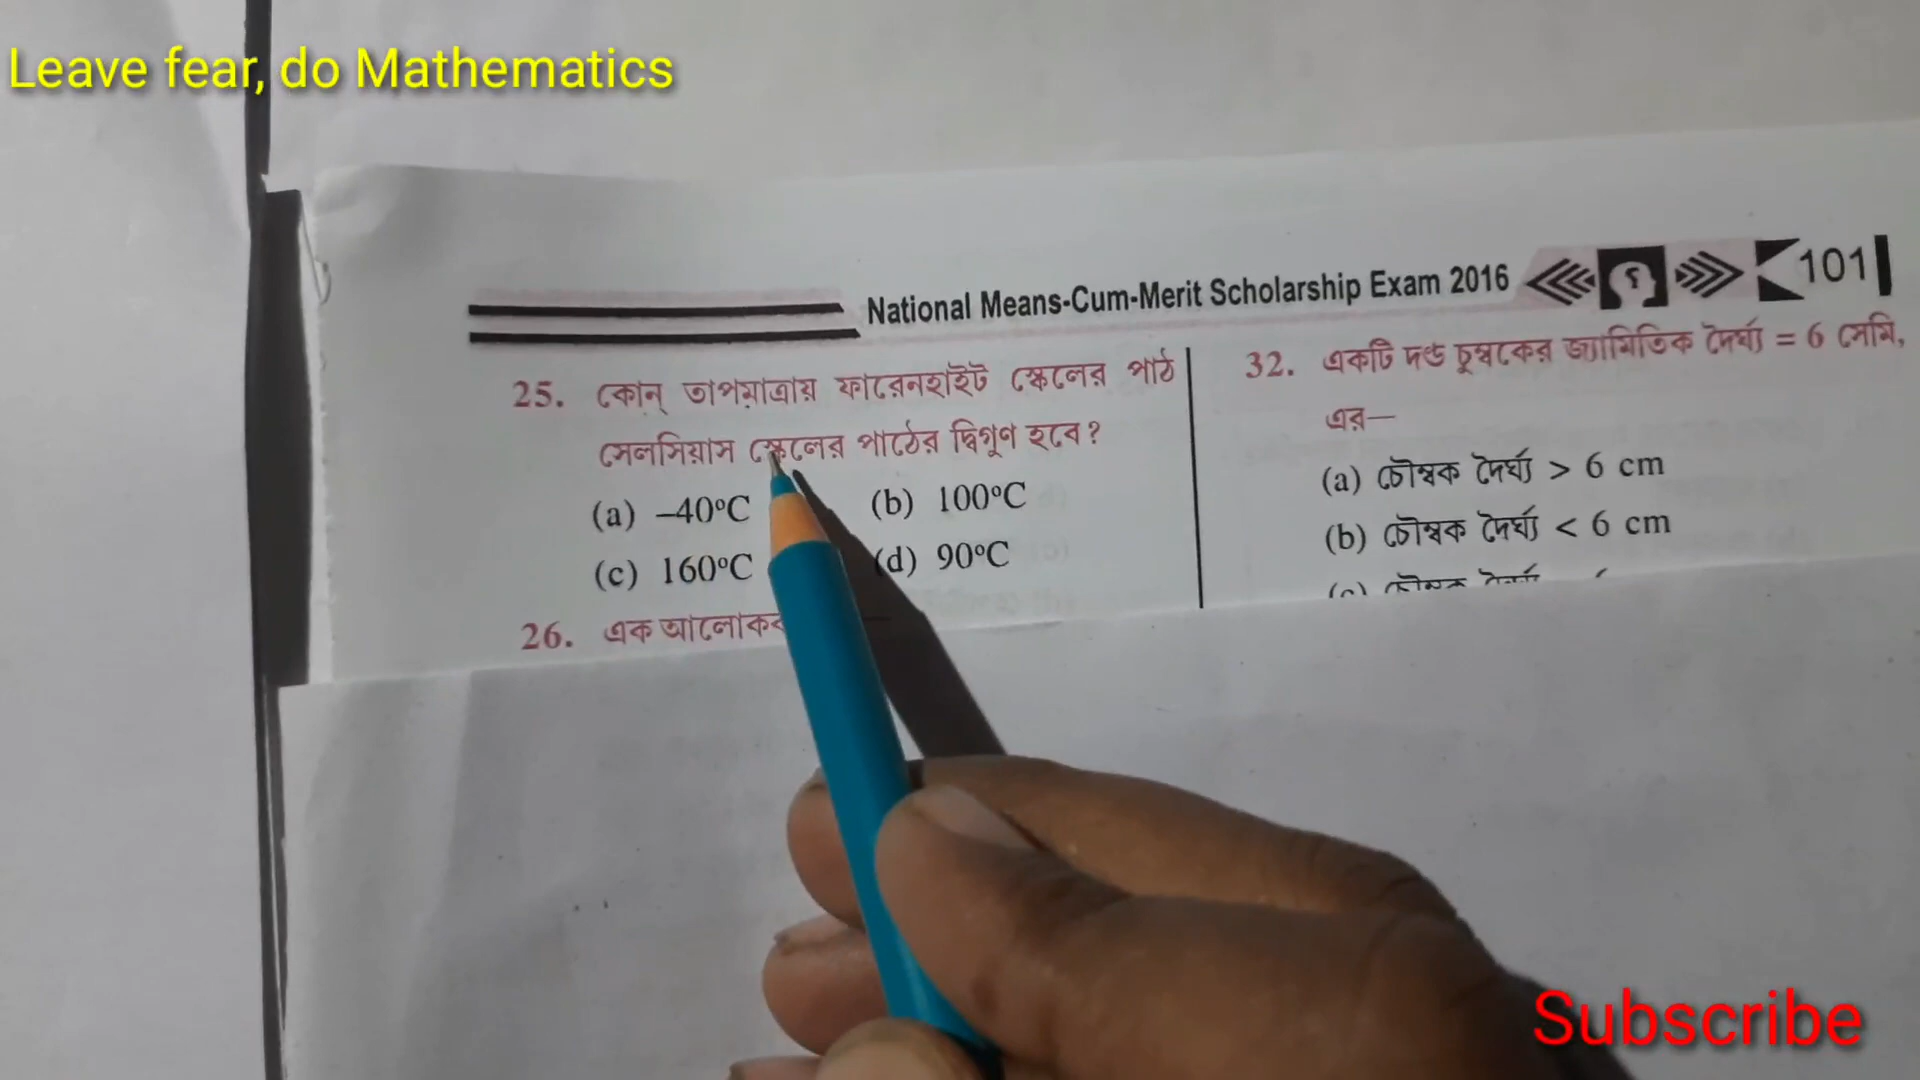 Leave fear, do Mathematics
National Means-Cum-Merit Scholarship Exam 2016
101
25. কোন্ তাপমাত্রায় ফারেনহাইট স্কেলের পাঠ
সেলসিয়াস স্কেলের পাঠের দ্বিগুণ হবে?
(a) –40°C (b) 100°C
(c) 160°C (d) 90°C
26. এক আলোক
32. একটি দণ্ড চুম্বকের জ্যামিতিক দৈর্ঘ্য = 6 সেমি,
এর—
(a) চৌম্বক দৈর্ঘ্য > 6 cm
(b) চৌম্বক দৈর্ঘ্য < 6 cm
Subscribe